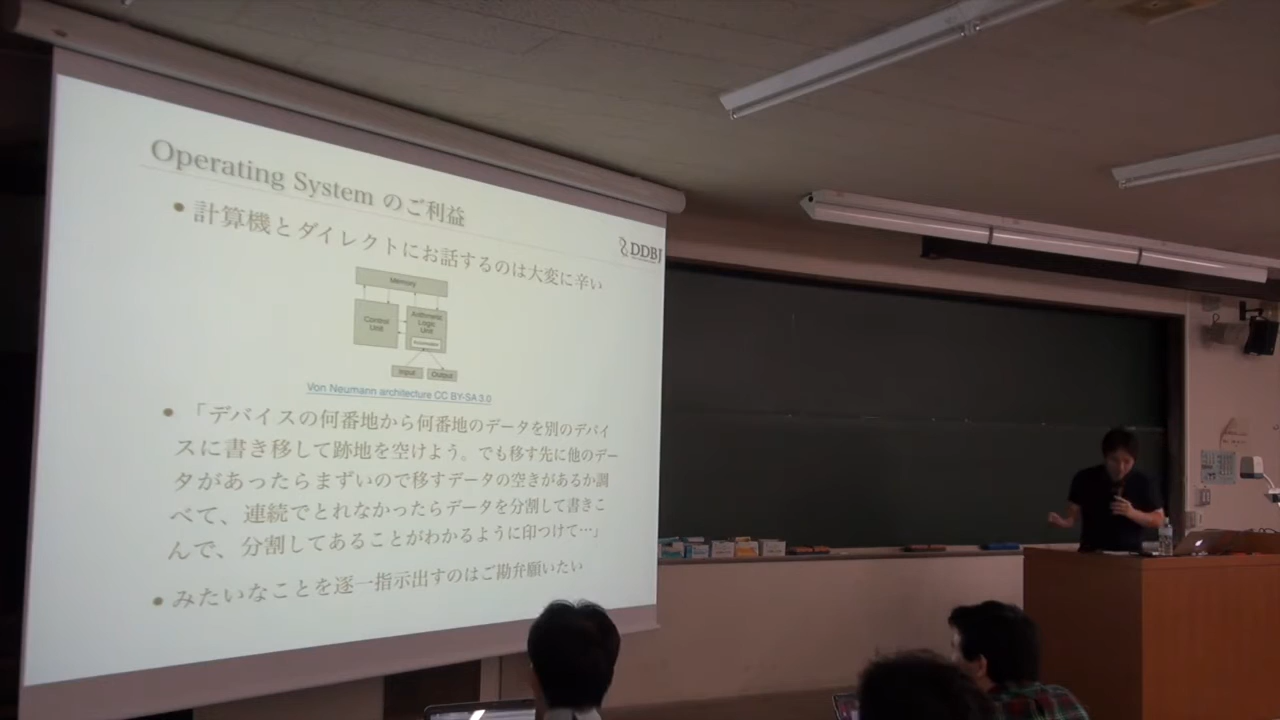 Operating System のご利益
DDBJ
• 計算機とダイレクトにお話するのは大変に辛い
Memory
Control
Unit
Arithmetic
Logic
Unit
Accumulator
Input
Output
Von Neumann architecture CC BY-SA 3.0
• 「デバイスの何番地から何番地のデータを別のデバイ
スに書き移して跡地を空けよう。でも移す先に他のデー
タがあったらまずいので移すデータの空きがあるか調
べて、連続でとれなかったらデータを分割して書きこ
んで、分割してあることがわかるように印つけて…」
• みたいなことを逐一指示出すのはご勘弁願いたい